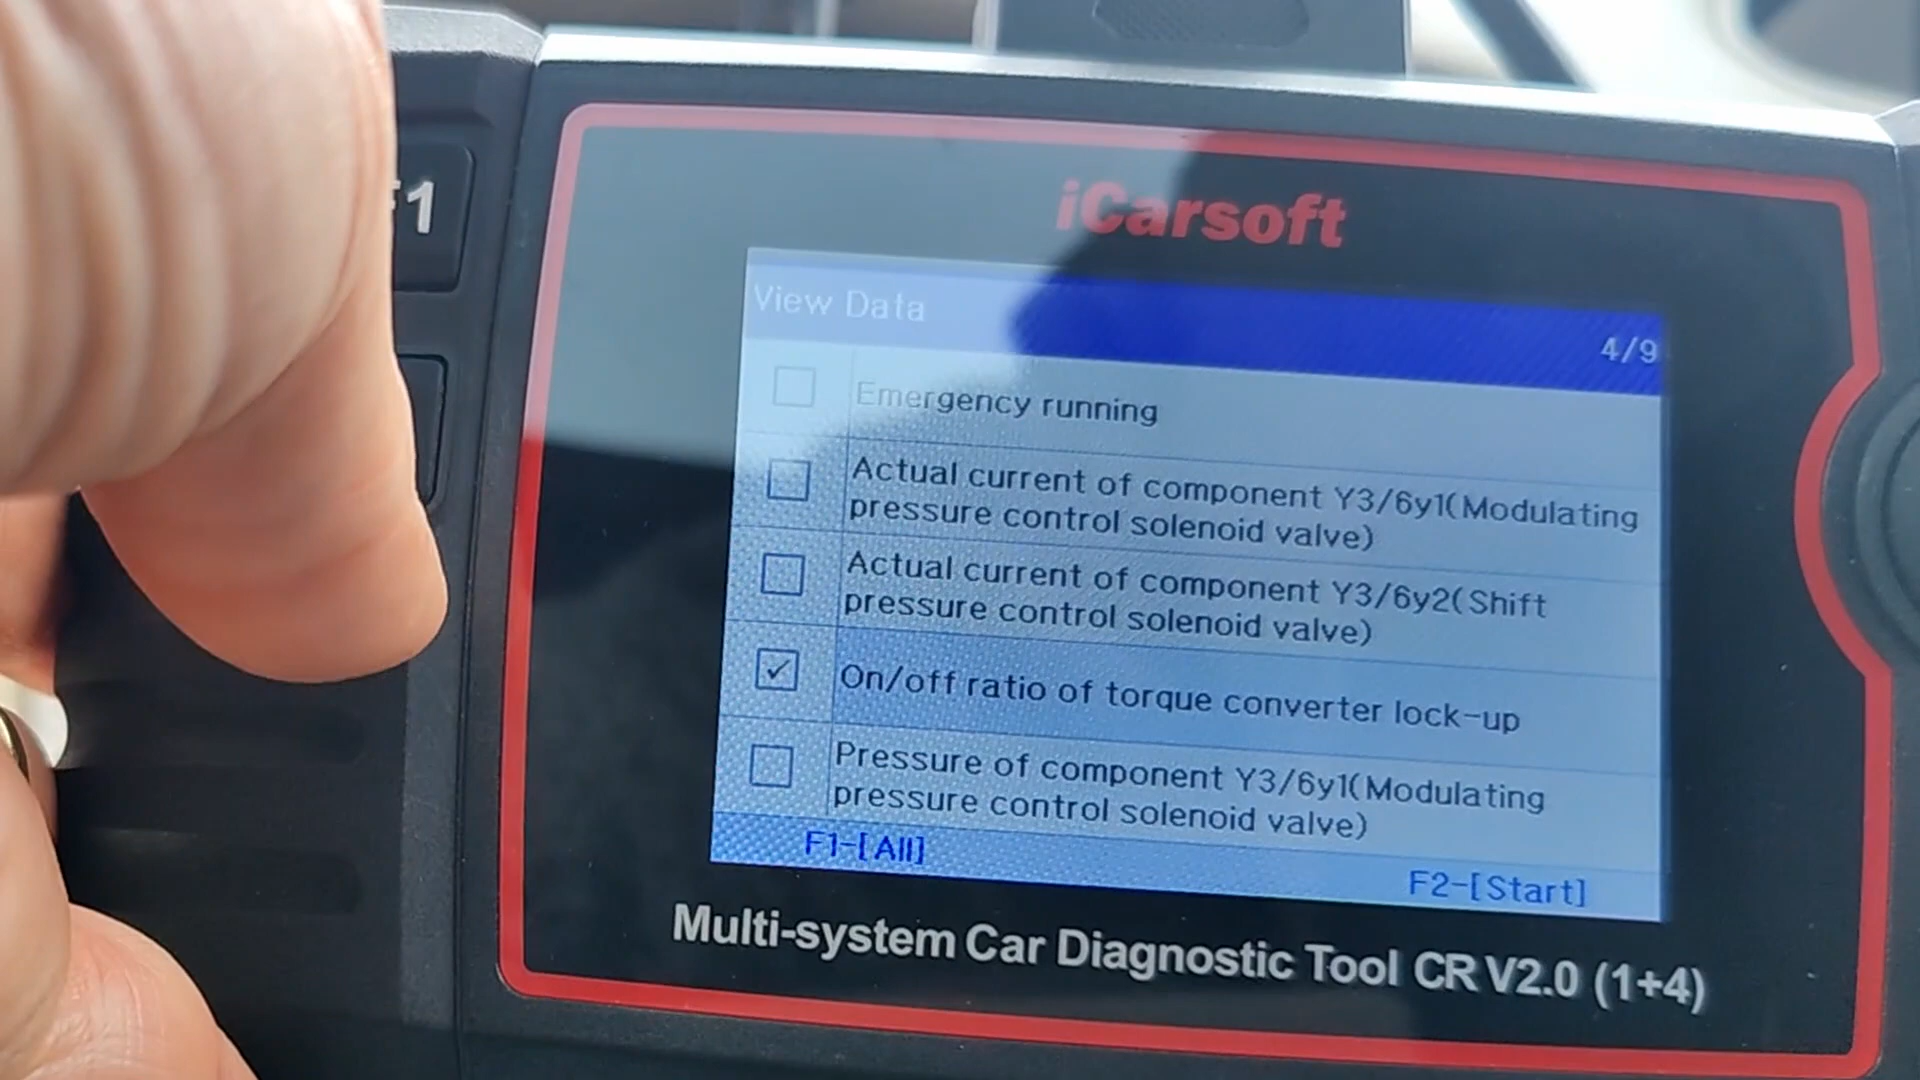 F1
iCarsoft
View Data
4/9
Emergency running
Actual current of component Y3/6y1(Modulating
pressure control solenoid valve)
Actual current of component Y3/6y2(Shift
pressure control solenoid valve)
On/off ratio of torque converter lock-up
Pressure of component Y3/6y1(Modulating
pressure control solenoid valve)
F1-[All]
F2-[Start]
Multi-system Car Diagnostic Tool CR V2.0 (1+4)